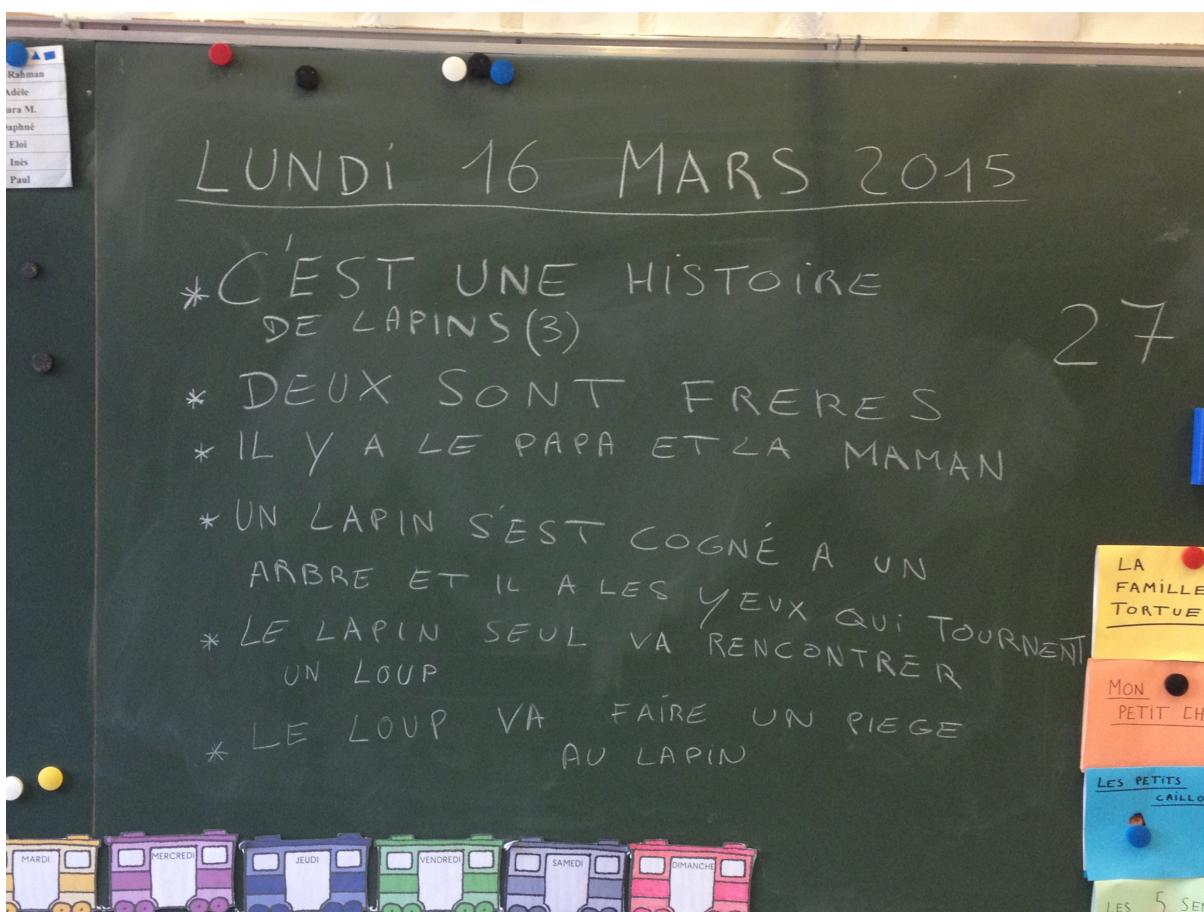 Rahman
Adèle
ara M.
Daphné
Eloi
Inès
Paul
LUNDI 16 MARS 2015
* C'EST UNE HISTOIRE
DE LAPINS (3)
27
* DEUX SONT FRERES
* IL Y A LE PAPA ET LA MAMAN
* UN LAPIN S'EST COGNÉ A UN
ARBRE ET IL A LES YEUX QUI TOURNENT
* LE LAPIN SEUL VA RENCONTRER
UN LOUP
* LE LOUP VA FAIRE UN PIEGE
AU LAPIN
LA
FAMILLE
TORTUE
MON
PETIT CH
LES PETITS
CAILLO
LES 5 SE
MARDI
MERCREDI
JEUDI
VENDREDI
SAMEDI
DIMANCHE